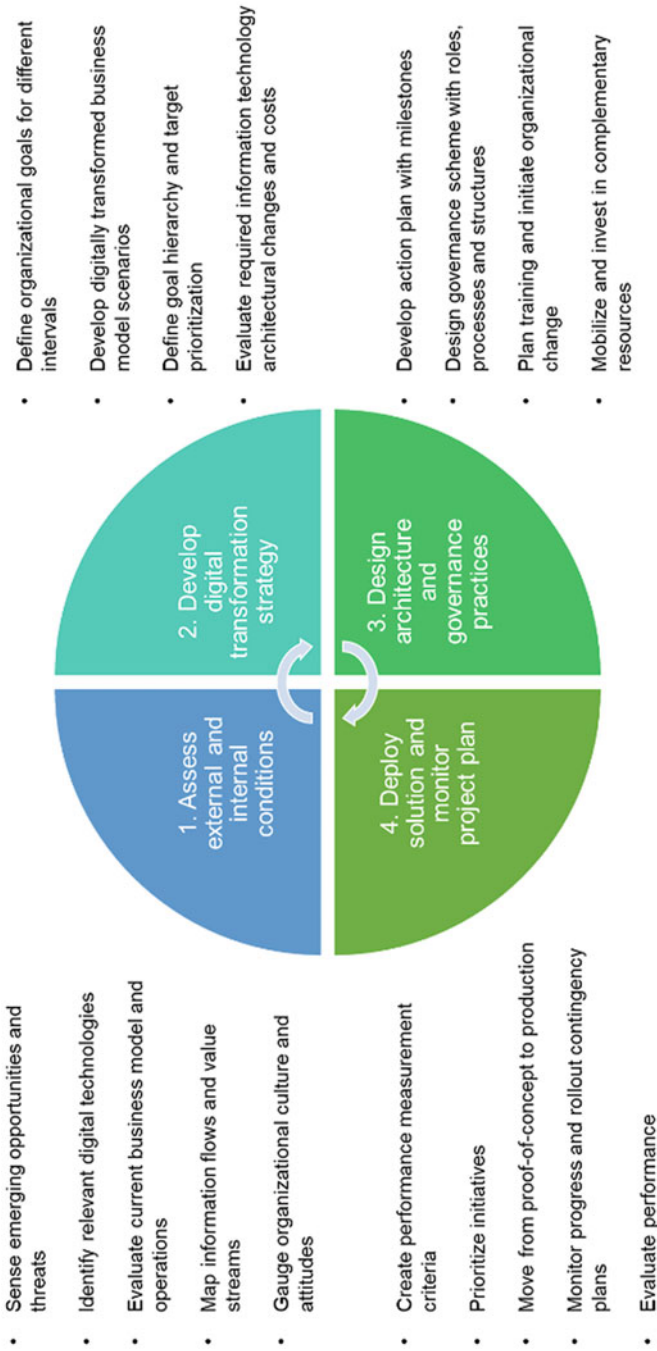 • Sense emerging opportunities and
threats
• Identify relevant digital technologies
• Evaluate current business model and
operations
• Map information flows and value
streams
• Gauge organizational culture and
attitudes
1. Assess
external and
internal
conditions
2. Develop
digital
transformation
strategy
• Define organizational goals for different
intervals
• Develop digitally transformed business
model scenarios
• Define goal hierarchy and target
prioritization
• Evaluate required information technology
architectural changes and costs
• Create performance measurement
criteria
• Prioritize initiatives
• Move from proof-of-concept to production
• Monitor progress and rollout contingency
plans
• Evaluate performance
4. Deploy
solution and
monitor
project plan
3. Design
architecture
and
governance
practices
• Develop action plan with milestones
• Design governance scheme with roles,
processes and structures
• Plan training and initiate organizational
change
• Mobilize and invest in complementary
resources